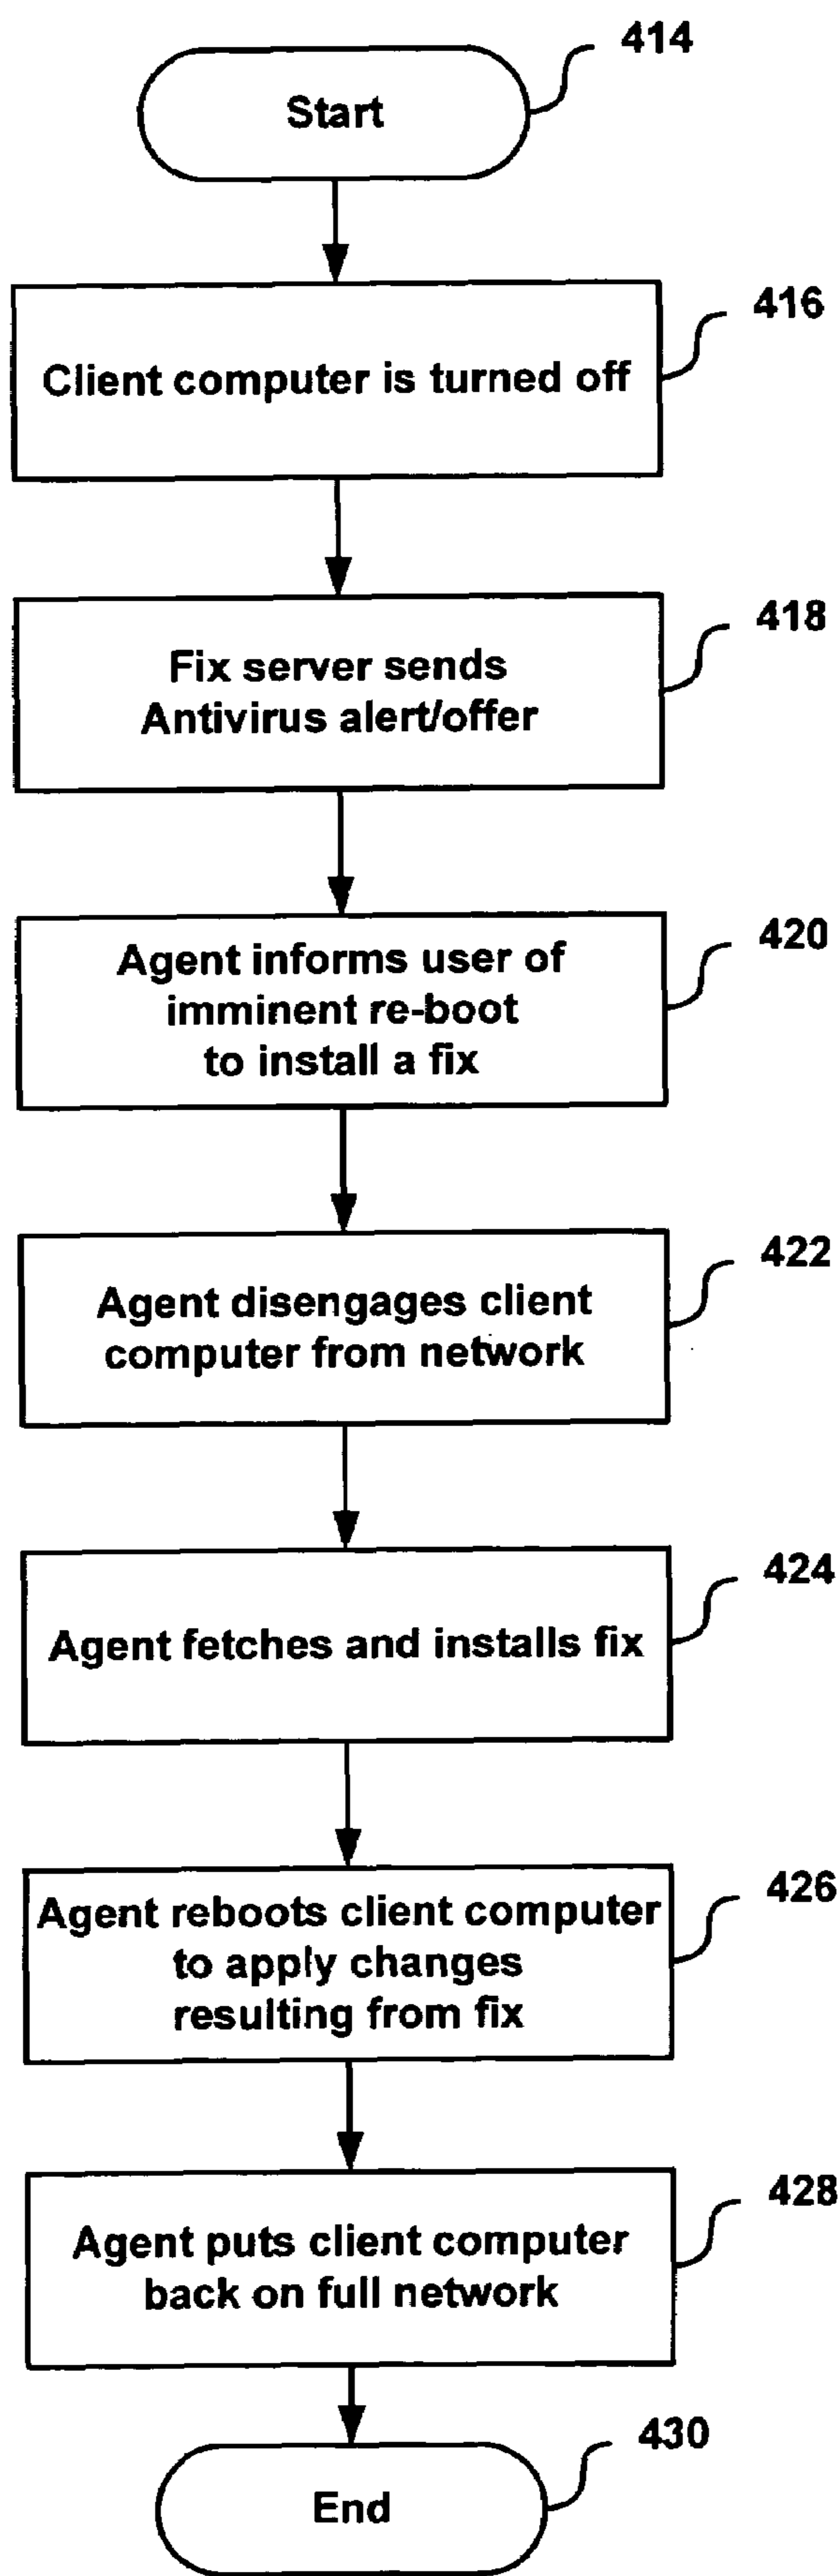 414
Start
416
Client computer is turned off
418
Fix server sends
Antivirus alert/offer
420
Agent informs user of
imminent re-boot
to install a fix
422
Agent disengages client
computer from network
424
Agent fetches and installs fix
426
Agent reboots client computer
to apply changes
resulting from fix
428
Agent puts client computer
back on full network
430
End